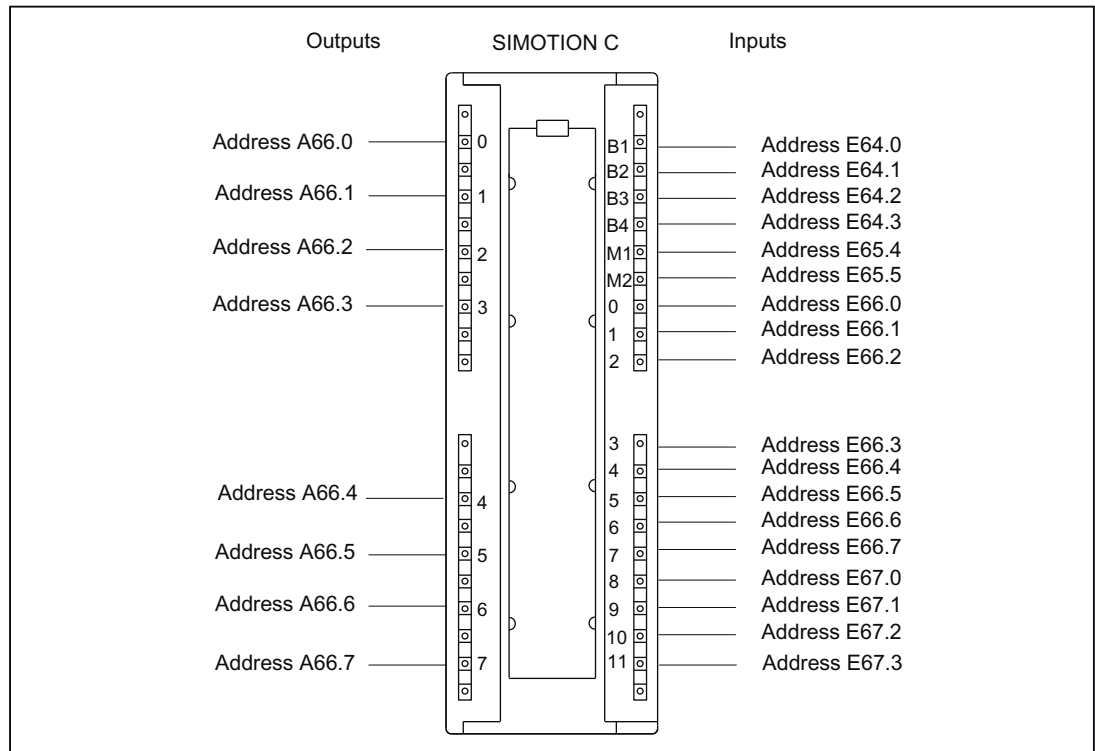 Outputs SIMOTION C Inputs
Address A66.0 0 B1 Address E64.0
B2 Address E64.1
Address A66.1 1 B3 Address E64.2
B4 Address E64.3
Address A66.2 2 M1 Address E65.4
M2 Address E65.5
Address A66.3 3 0 Address E66.0
1 Address E66.1
2 Address E66.2
3 Address E66.3
4 Address E66.4
Address A66.4 4 5 Address E66.5
6 Address E66.6
Address A66.5 5 7 Address E66.7
8 Address E67.0
Address A66.6 6 9 Address E67.1
10 Address E67.2
Address A66.7 7 11 Address E67.3